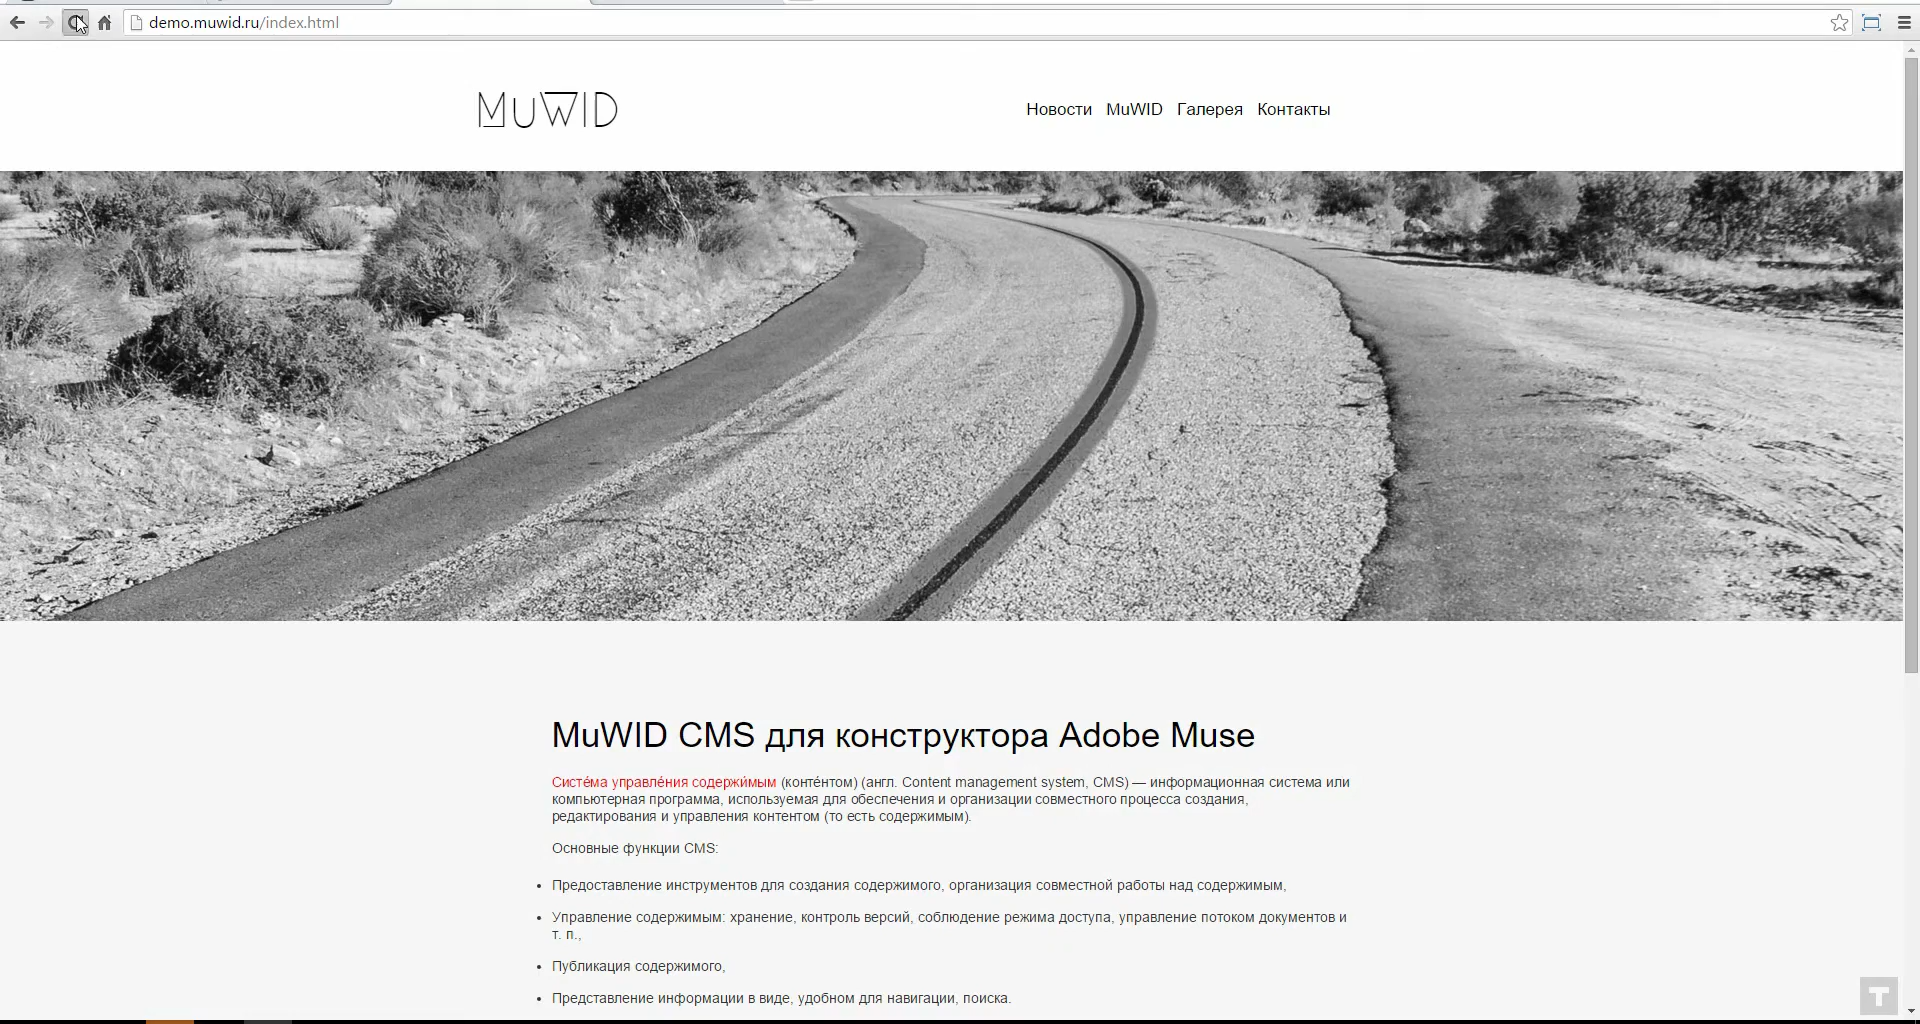 demo.muwid.ru/index.html
MUWID
Новости MuWID Галерея Контакты
MuWID CMS для конструктора Adobe Muse
Систе́ма управле́ния содержи́мым (конте́нтом) (англ. Content management system, CMS) — информационная система или
компьютерная программа, используемая для обеспечения и организации совместного процесса создания,
редактирования и управления контентом (то есть содержимым).
Основные функции CMS:
• Предоставление инструментов для создания содержимого, организация совместной работы над содержимым,
• Управление содержимым: хранение, контроль версий, соблюдение режима доступа, управление потоком документов и
т. п.,
• Публикация содержимого,
• Представление информации в виде, удобном для навигации, поиска.
T